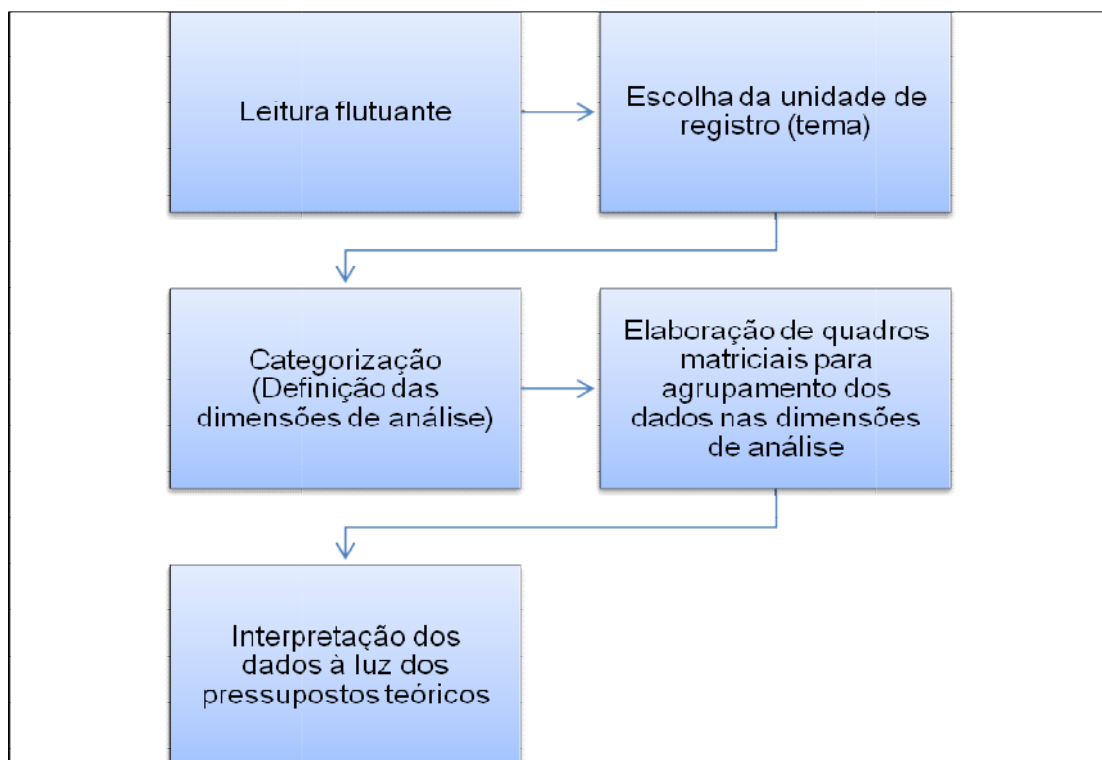 Leitura flutuante
Escolha da unidade de
registro (tema)
Categorização
(Definição das
dimensões de análise)
Elaboração de quadros
matriciais para
agrupamento dos
dados nas dimensões
de análise
Interpretação dos
dados à luz dos
pressupostos teóricos